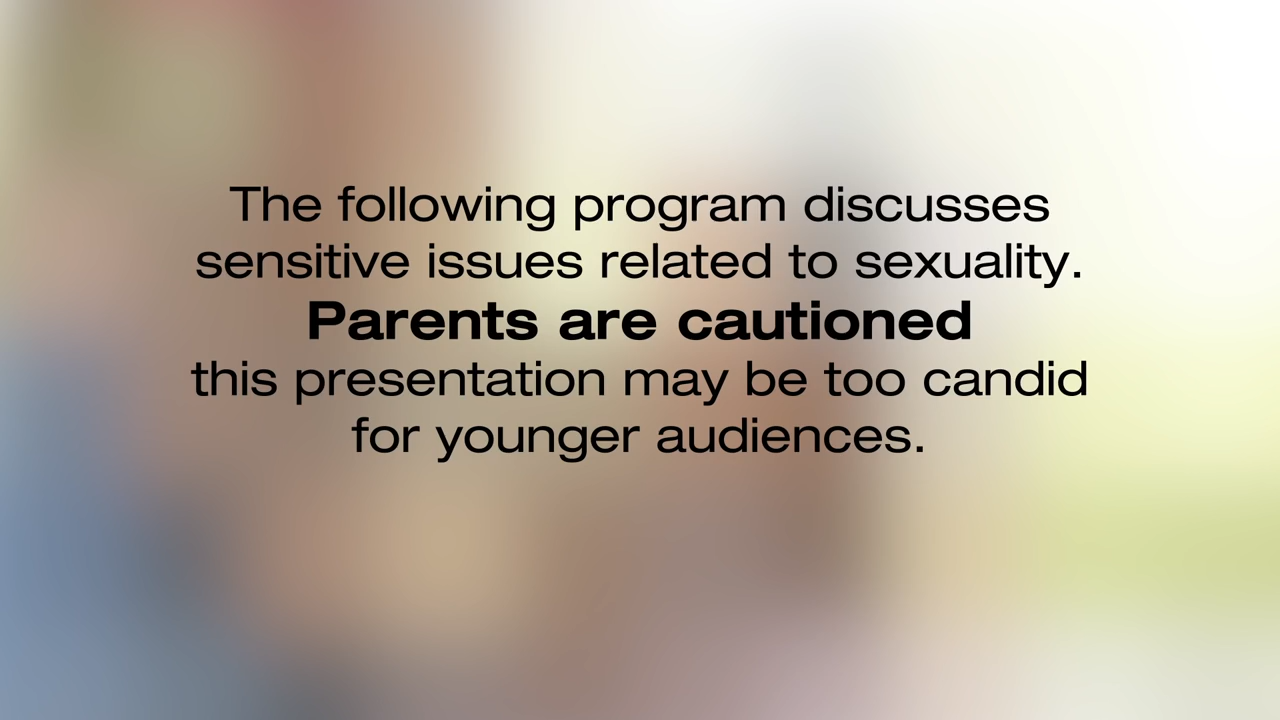 The following program discusses
sensitive issues related to sexuality.
Parents are cautioned
this presentation may be too candid
for younger audiences.